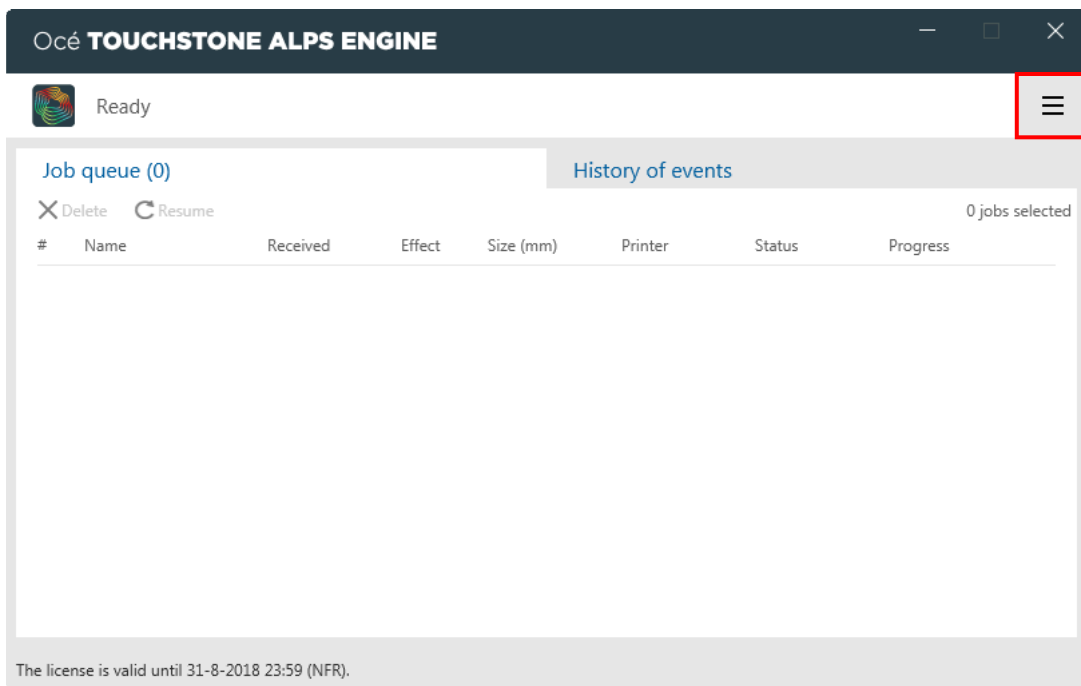 Océ TOUCHSTONE ALPS ENGINE
Ready
Job queue (0)
History of events
Delete Resume 0 jobs selected
# Name Received Effect Size (mm) Printer Status Progress
The license is valid until 31-8-2018 23:59 (NFR).